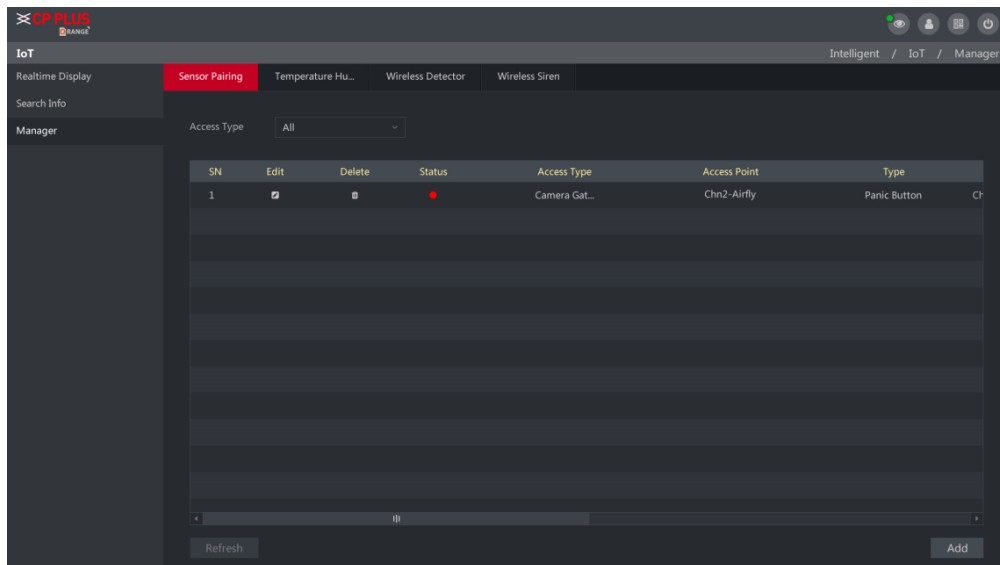 CP PLUS
ORANGE
IoT
Intelligent / IoT / Manager
Realtime Display
Search Info
Manager
Sensor Pairing
Temperature Hu...
Wireless Detector
Wireless Siren
Access Type
All
SN Edit Delete Status Access Type Access Point Type
1 Camera Gat... Chn2-Airfly Panic Button Ch
Refresh
Add